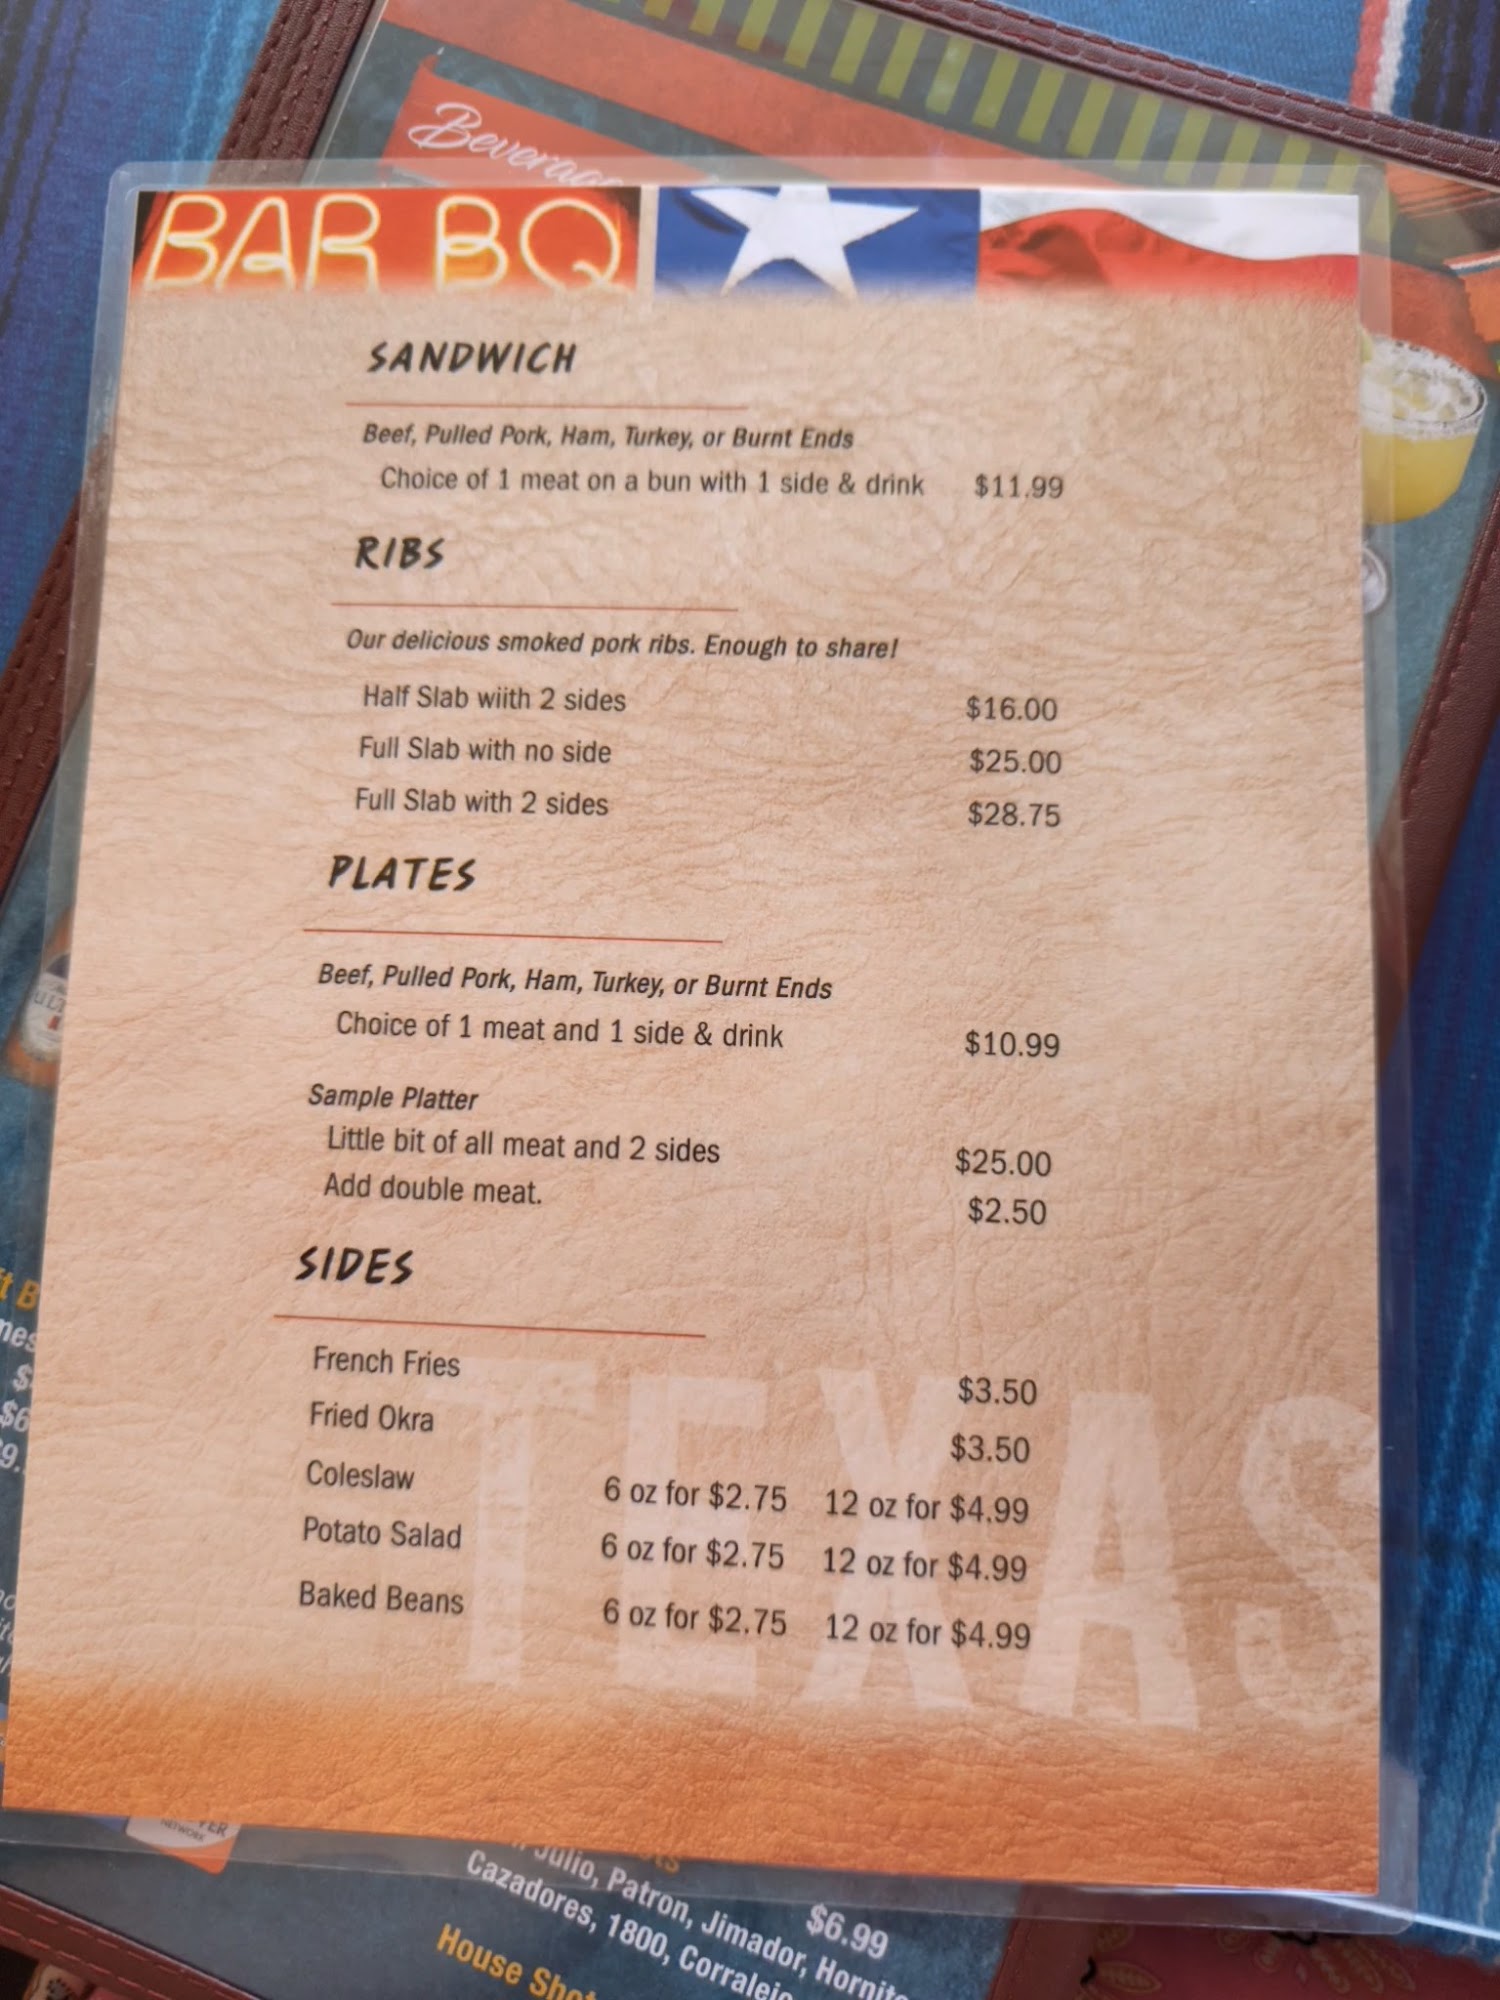 Beverag
BAR BQ
SANDWICH
Beef, Pulled Pork, Ham, Turkey, or Burnt Ends
Choice of 1 meat on a bun with 1 side & drink $11.99
RIBS
Our delicious smoked pork ribs. Enough to share!
Half Slab wiith 2 sides $16.00
Full Slab with no side $25.00
Full Slab with 2 sides $28.75
PLATES
Beef, Pulled Pork, Ham, Turkey, or Burnt Ends
Choice of 1 meat and 1 side & drink $10.99
Sample Platter
Little bit of all meat and 2 sides $25.00
Add double meat. $2.50
SIDES
French Fries $3.50
Fried Okra $3.50
Coleslaw 6 oz for $2.75 12 oz for $4.99
Potato Salad 6 oz for $2.75 12 oz for $4.99
Baked Beans 6 oz for $2.75 12 oz for $4.99
TEXAS
NETWORK
Julio, Patron, Jimador, Hornit
Cazadores, 1800, Corralejo
$6.99
House Shot